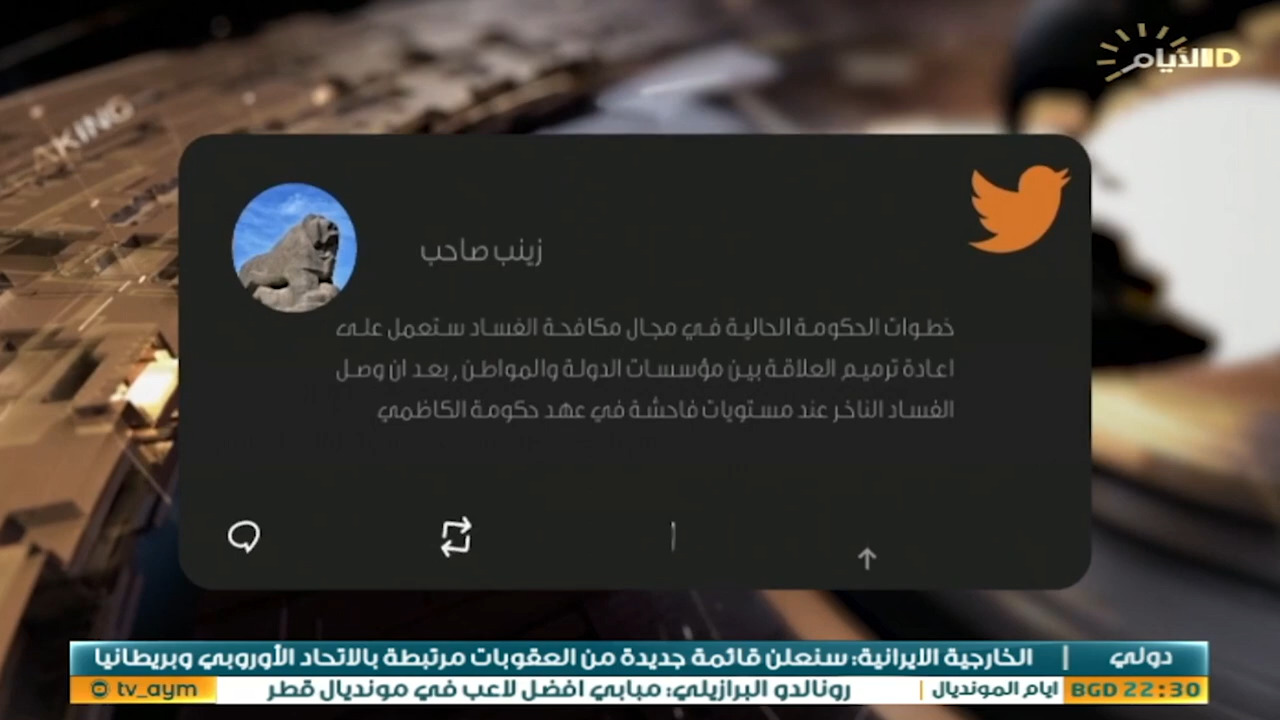 الأيام
AKING
زينب صاحب
خطوات الحكومة الحالية في مجال مكافحة الفساد ستعمل على
اعادة ترميم العلاقة بين مؤسسات الدولة والمواطن , بعد ان وصل
الفساد الناخر عند مستويات فاحشة في عهد حكومة الكاظمي
دولي | الخارجية الايرانية: سنعلن قائمة جديدة من العقوبات مرتبطة بالاتحاد الأوروبي وبريطانيا
BGD 22:30 ايام المونديال | رونالدو البرازيلي: مبابي افضل لاعب في مونديال قطر tv_aym